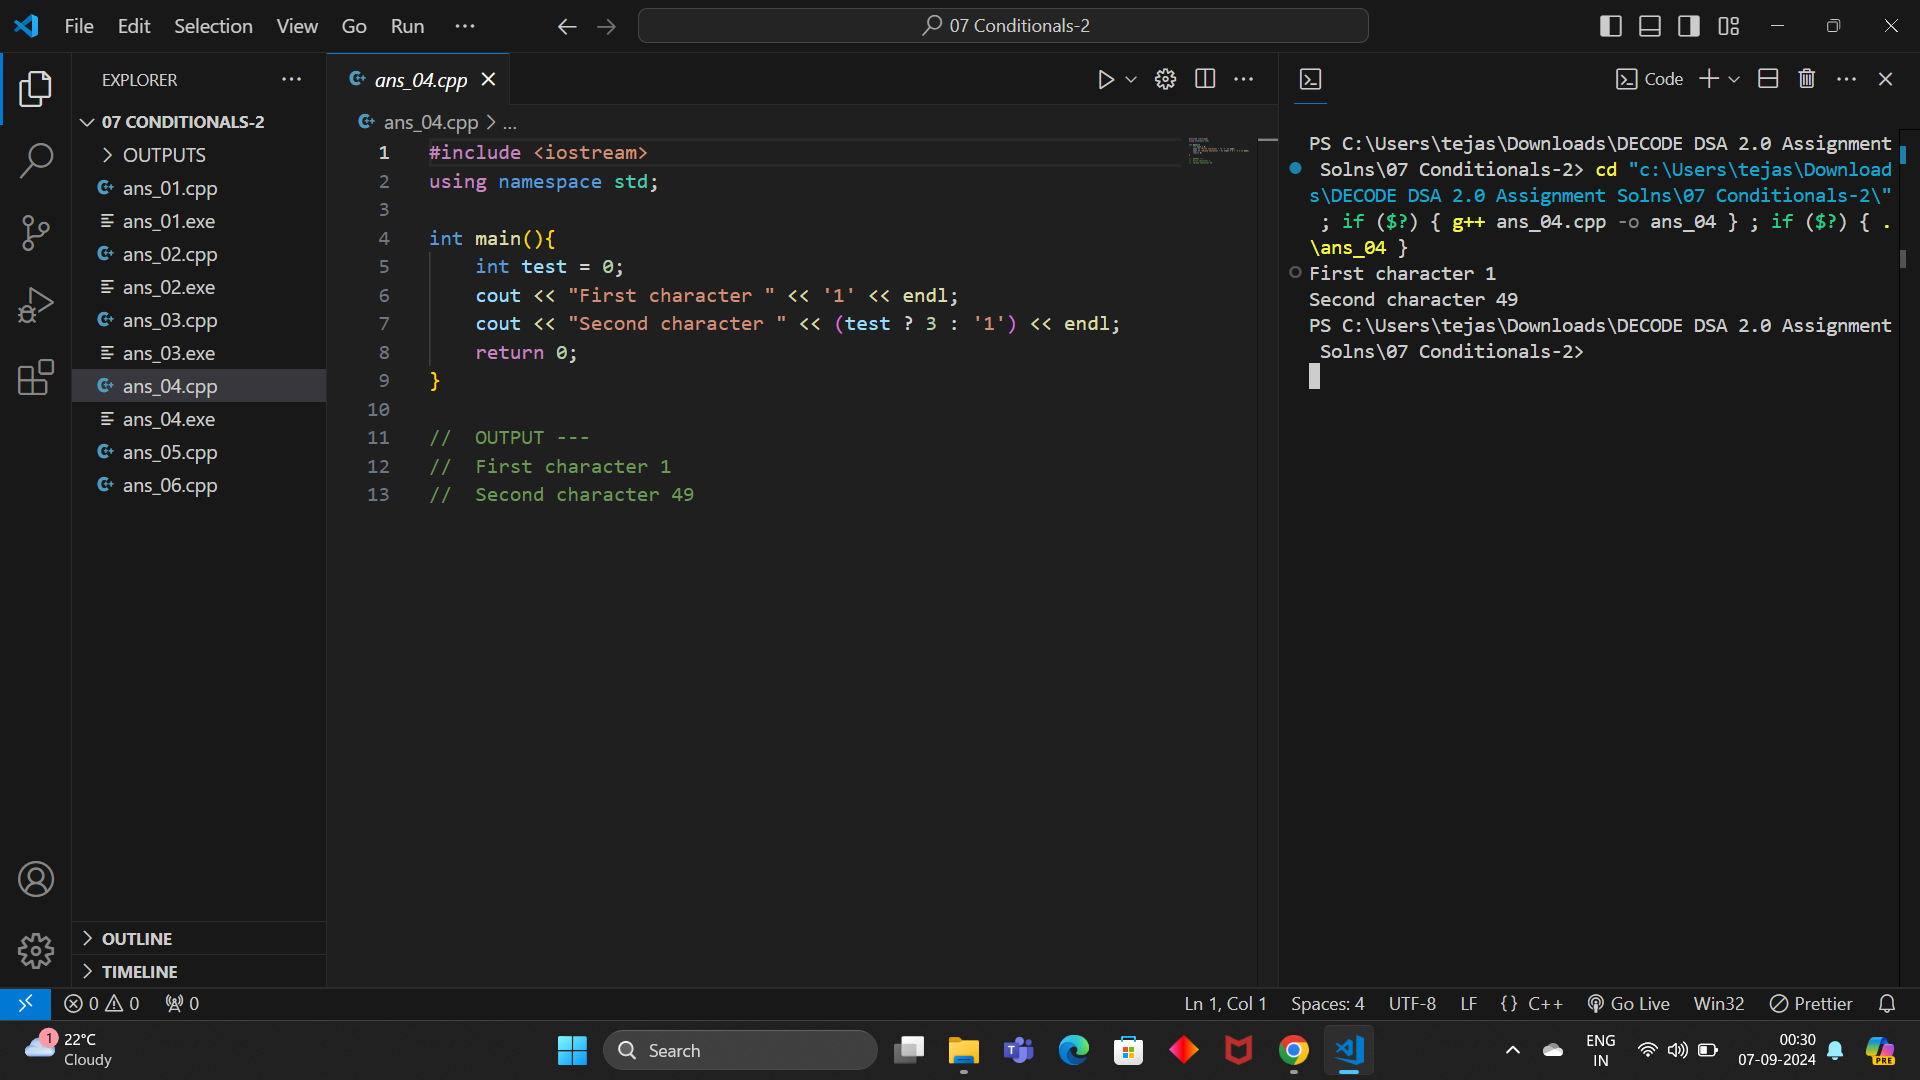 File Edit Selection View Go Run ...
07 Conditionals-2
EXPLORER
07 CONDITIONALS-2
OUTPUTS
ans_01.cpp
ans_01.exe
ans_02.cpp
ans_02.exe
ans_03.cpp
ans_03.exe
ans_04.cpp
ans_04.exe
ans_05.cpp
ans_06.cpp
OUTLINE
TIMELINE
ans_04.cpp
ans_04.cpp > ...
1 #include <iostream>
2 using namespace std;
3
4 int main(){
5 int test = 0;
6 cout << "First character " << '1' << endl;
7 cout << "Second character " << (test ? 3 : '1') << endl;
8 return 0;
9 }
10
11 // OUTPUT ---
12 // First character 1
13 // Second character 49
Code
PS C:\Users\tejas\Downloads\DECODE DSA 2.0 Assignment
Solns\07 Conditionals-2> cd "c:\Users\tejas\Download
s\DECODE DSA 2.0 Assignment Solns\07 Conditionals-2\"
; if ($?) { g++ ans_04.cpp -o ans_04 } ; if ($?) { .
\ans_04 }
First character 1
Second character 49
PS C:\Users\tejas\Downloads\DECODE DSA 2.0 Assignment
Solns\07 Conditionals-2>
0 0 0
Ln 1, Col 1 Spaces: 4 UTF-8 LF {} C++ Go Live Win32 Prettier
1
22°C
Cloudy
Search
ENG
IN
00:30
07-09-2024
PRE